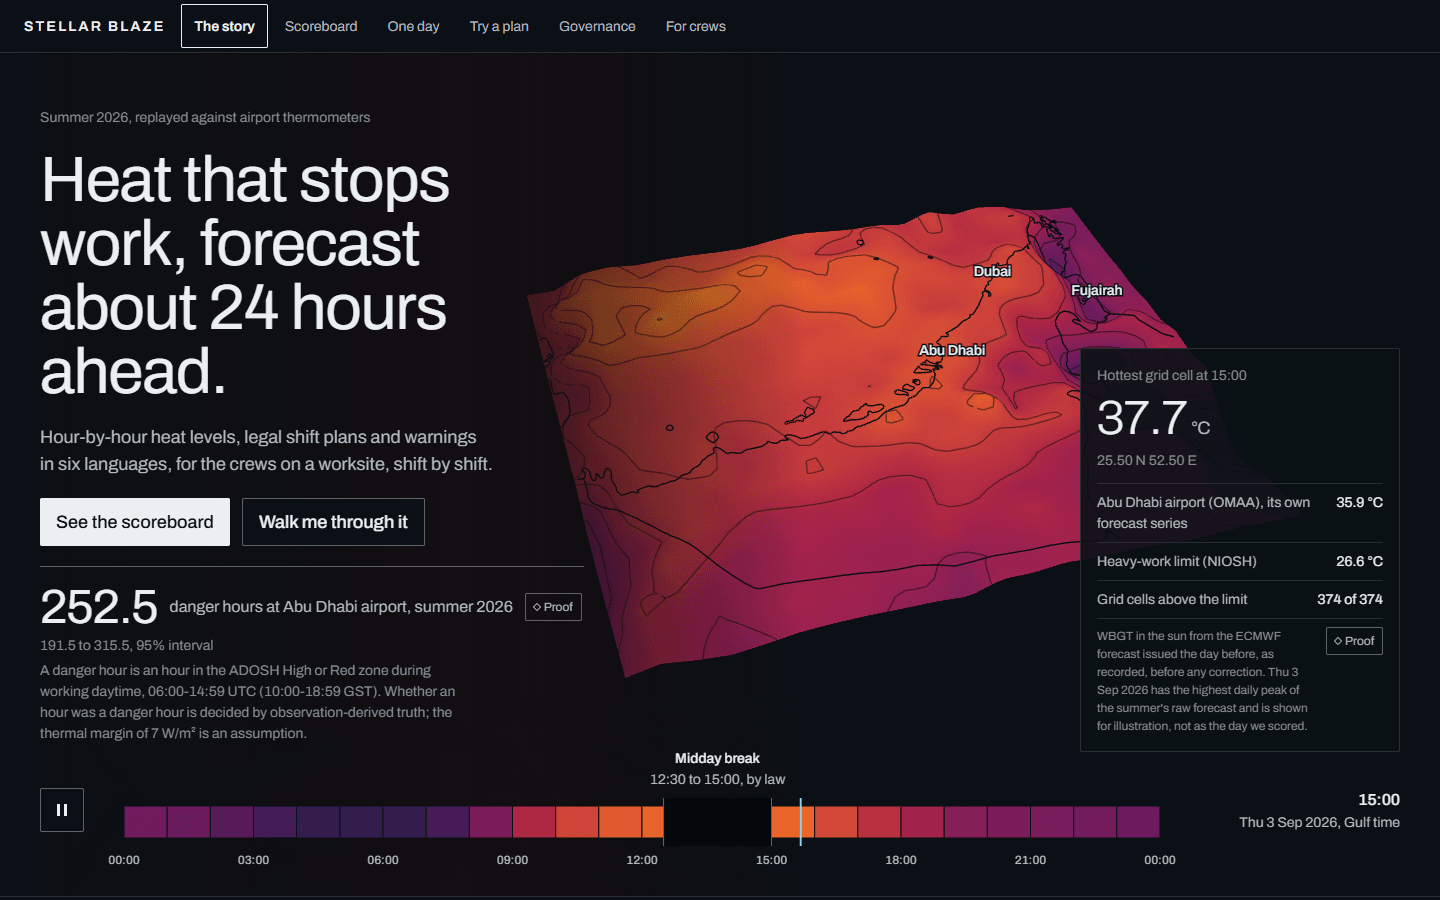 STELLAR BLAZE
The story
Scoreboard
One day
Try a plan
Governance
For crews
Summer 2026, replayed against airport thermometers
Heat that stops
work, forecast
about 24 hours
ahead.
Hour-by-hour heat levels, legal shift plans and warnings
in six languages, for the crews on a worksite, shift by shift.
See the scoreboard
Walk me through it
252.5 danger hours at Abu Dhabi airport, summer 2026
◇ Proof
191.5 to 315.5, 95% interval
A danger hour is an hour in the ADOSH High or Red zone during
working daytime, 06:00-14:59 UTC (10:00-18:59 GST). Whether an
hour was a danger hour is decided by observation-derived truth; the
thermal margin of 7 W/m² is an assumption.
Dubai
Fujairah
Abu Dhabi
Hottest grid cell at 15:00
37.7 °C
25.50 N 52.50 E
Abu Dhabi airport (OMAA), its own
forecast series
35.9 °C
Heavy-work limit (NIOSH)
26.6 °C
Grid cells above the limit
374 of 374
WBGT in the sun from the ECMWF
forecast issued the day before, as
recorded, before any correction. Thu 3
Sep 2026 has the highest daily peak of
the summer's raw forecast and is shown
for illustration, not as the day we scored.
◇ Proof
Midday break
12:30 to 15:00, by law
00:00
03:00
06:00
09:00
12:00
15:00
18:00
21:00
00:00
15:00
Thu 3 Sep 2026, Gulf time